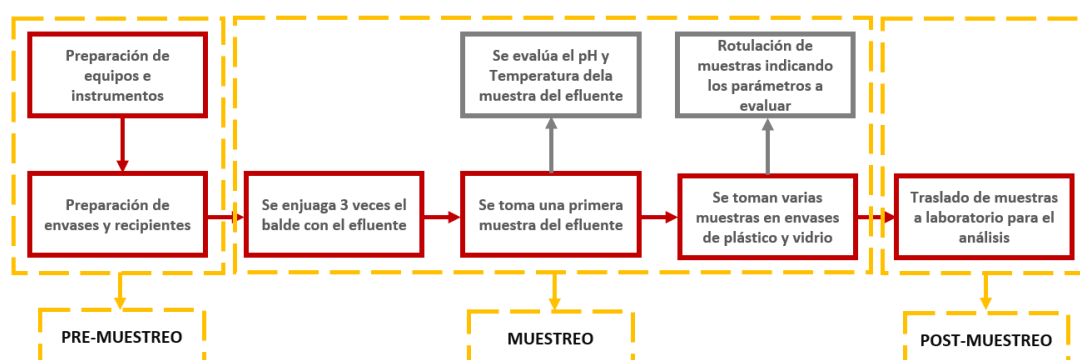 Preparación de
equipos e
instrumentos
Se evalúa el pH y
Temperatura dela
muestra del efluente
Rotulación de
muestras indicando
los parámetros a
evaluar
Preparación de
envases y recipientes
Se enjuaga 3 veces el
balde con el efluente
Se toma una primera
muestra del efluente
Se toman varias
muestras en envases
de plástico y vidrio
Traslado de muestras
a laboratorio para el
análisis
PRE-MUESTREO
MUESTREO
POST-MUESTREO